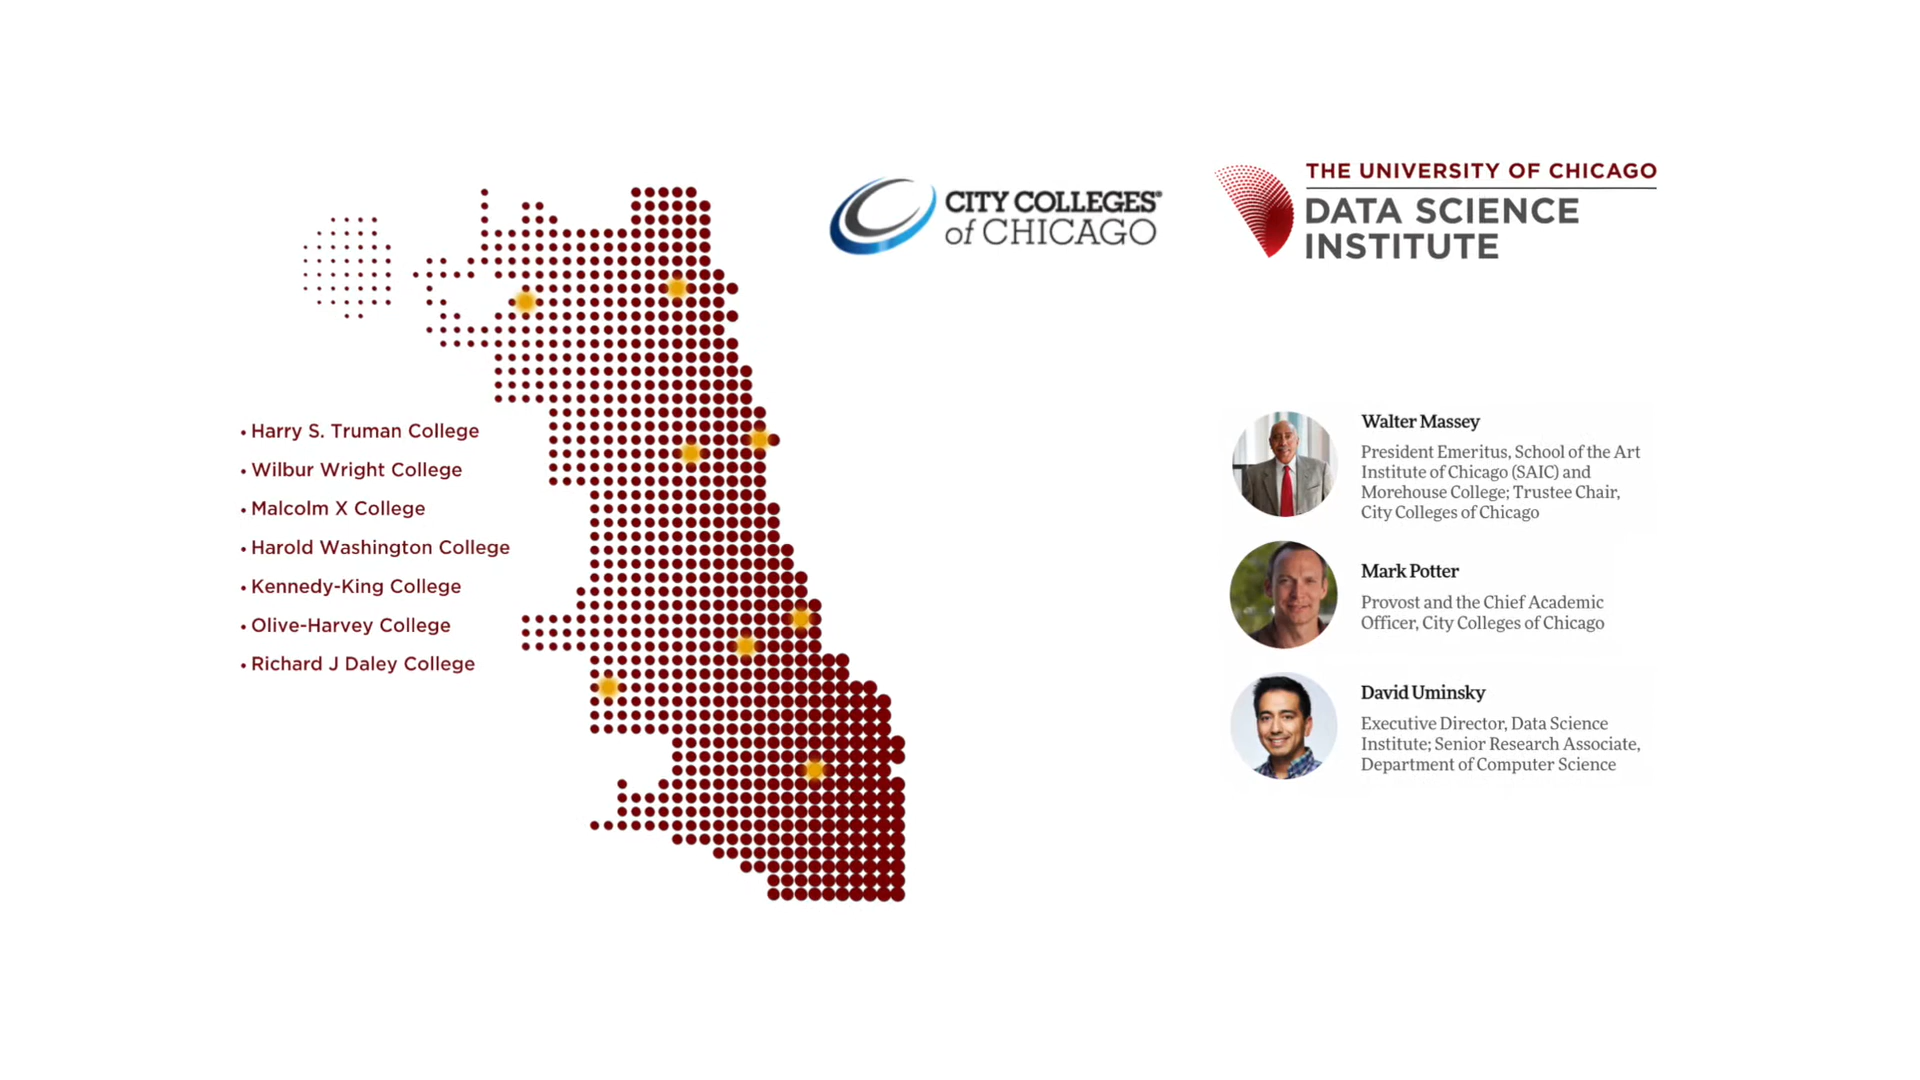 CITY COLLEGES®
of CHICAGO
THE UNIVERSITY OF CHICAGO
DATA SCIENCE
INSTITUTE
• Harry S. Truman College
• Wilbur Wright College
• Malcolm X College
• Harold Washington College
• Kennedy-King College
• Olive-Harvey College
• Richard J Daley College
Walter Massey
President Emeritus, School of the Art
Institute of Chicago (SAIC) and
Morehouse College; Trustee Chair,
City Colleges of Chicago
Mark Potter
Provost and the Chief Academic
Officer, City Colleges of Chicago
David Uminsky
Executive Director, Data Science
Institute; Senior Research Associate,
Department of Computer Science